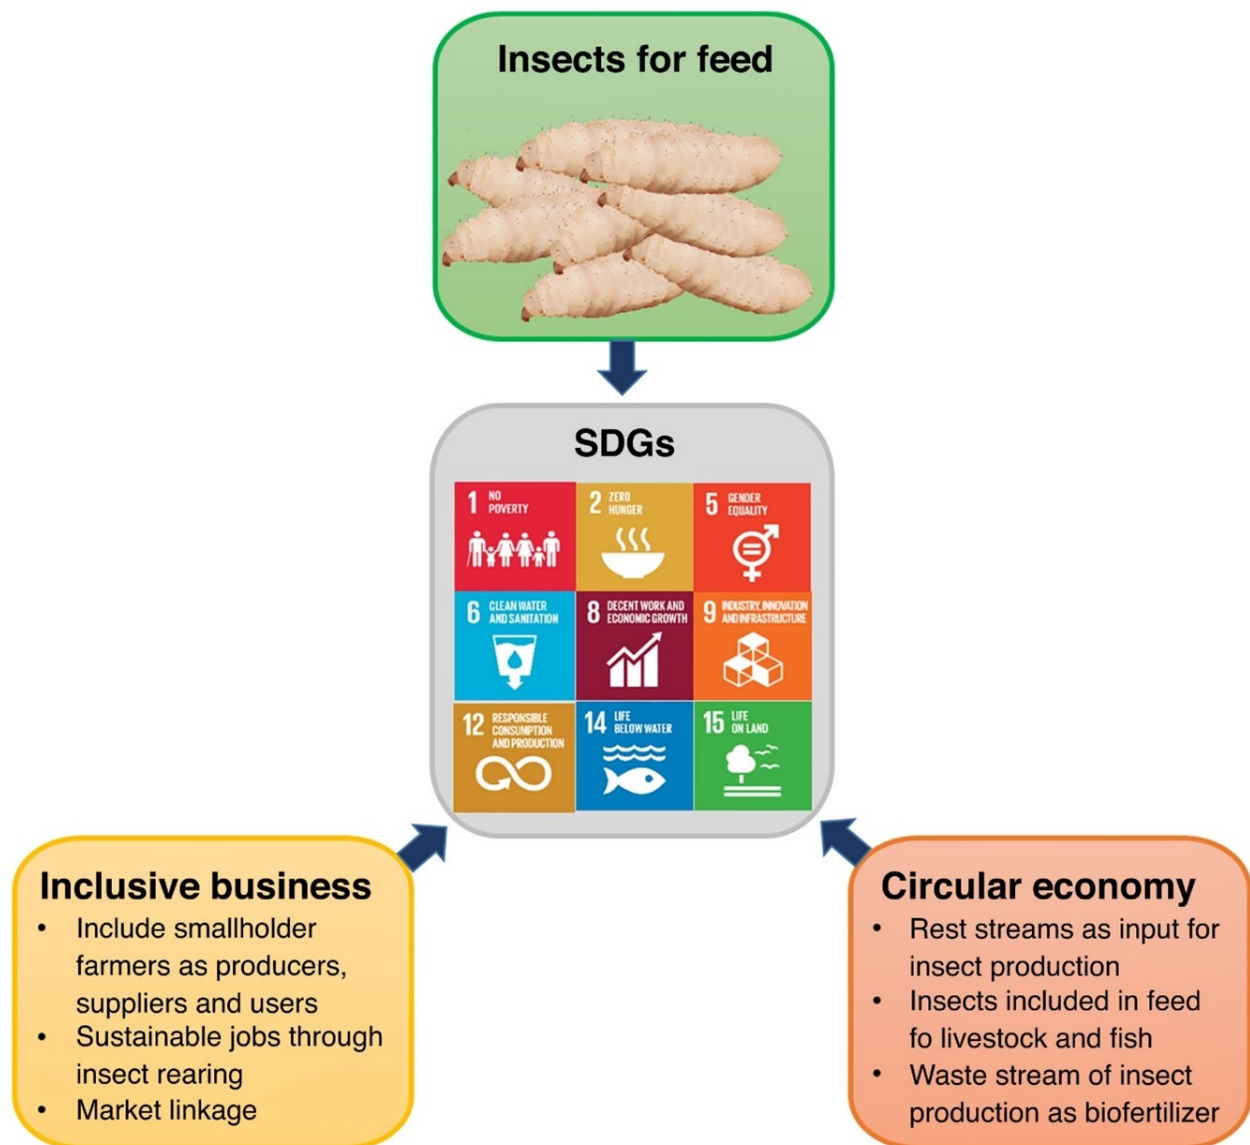 Insects for feed
SDGs
1 NO
POVERTY
2 ZERO
HUNGER
5 GENDER
EQUALITY
6 CLEAN WATER
AND SANITATION
8 DECENT WORK AND
ECONOMIC GROWTH
9 INDUSTRY, INNOVATION
AND INFRASTRUCTURE
12 RESPONSIBLE
CONSUMPTION
AND PRODUCTION
14 LIFE
BELOW WATER
15 LIFE
ON LAND
Inclusive business
• Include smallholder
farmers as producers,
suppliers and users
• Sustainable jobs through
insect rearing
• Market linkage
Circular economy
• Rest streams as input for
insect production
• Insects included in feed
fo livestock and fish
• Waste stream of insect
production as biofertilizer